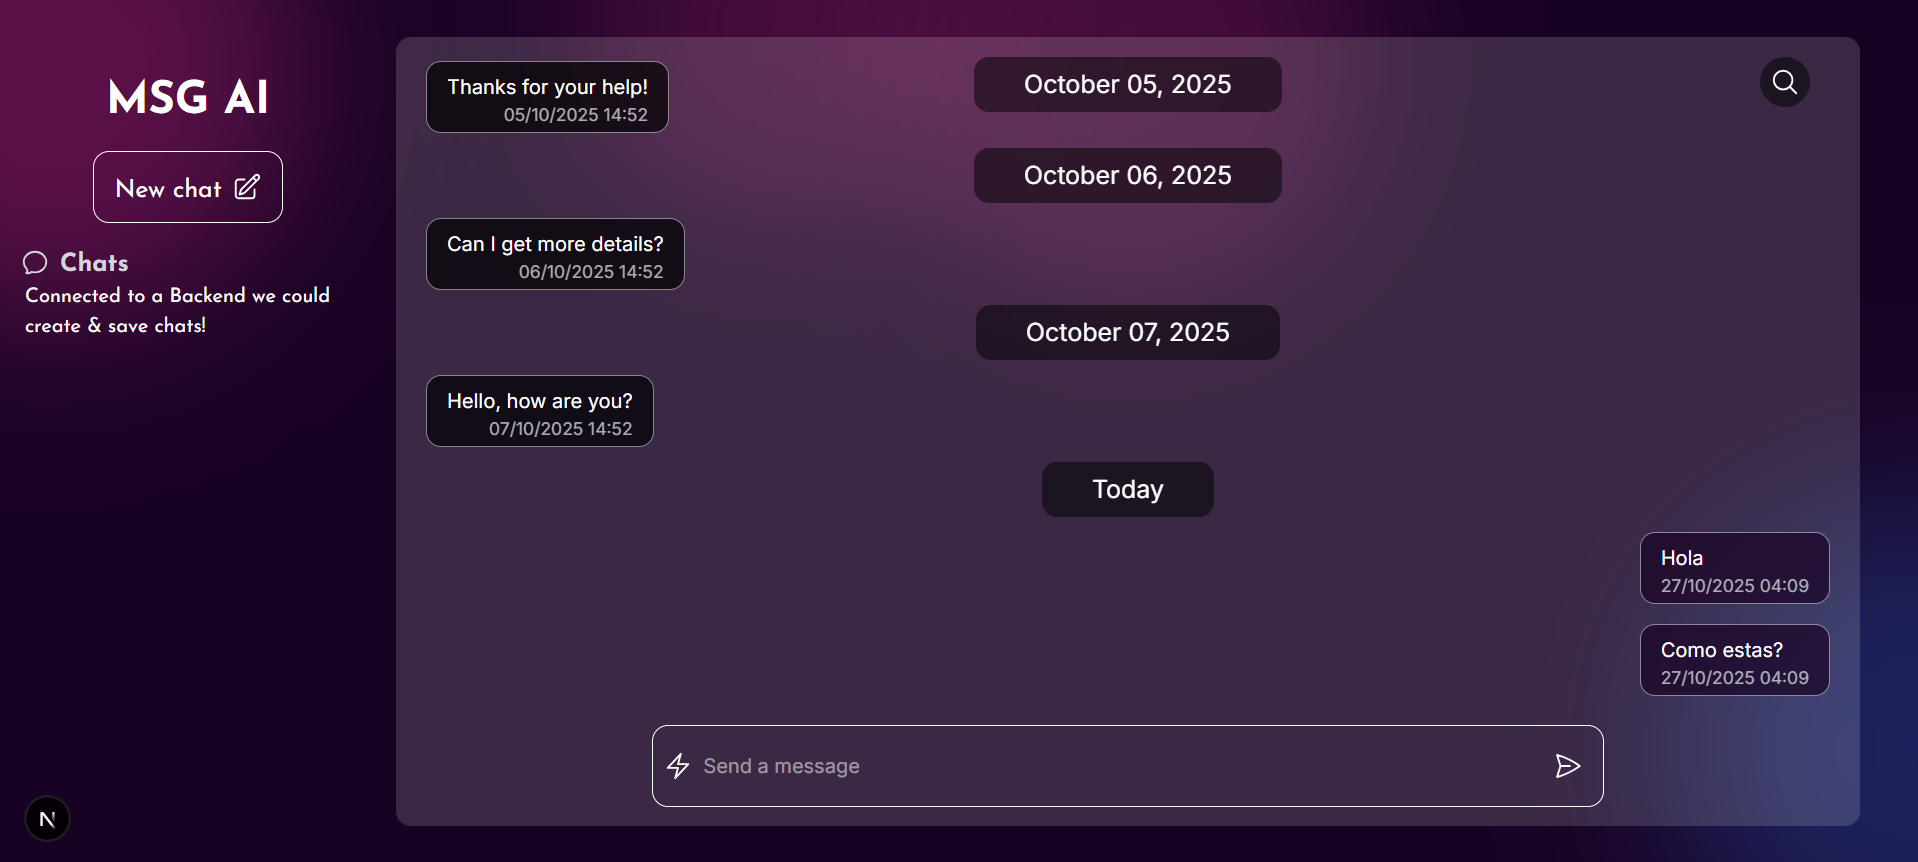 MSG AI
New chat
Chats
Connected to a Backend we could
create & save chats!
October 05, 2025
Thanks for your help!
05/10/2025 14:52
October 06, 2025
Can I get more details?
06/10/2025 14:52
October 07, 2025
Hello, how are you?
07/10/2025 14:52
Today
Hola
27/10/2025 04:09
Como estas?
27/10/2025 04:09
Send a message
N